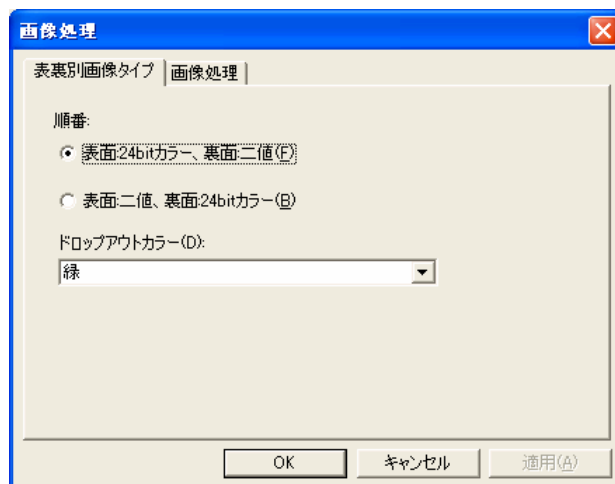 画像処理
表裏別画像タイプ 画像処理
順番:
表面:24bitカラー、裏面:二値(F)
表面:二値、裏面:24bitカラー(B)
ドロップアウトカラー(D):
緑
OK キャンセル 適用(A)